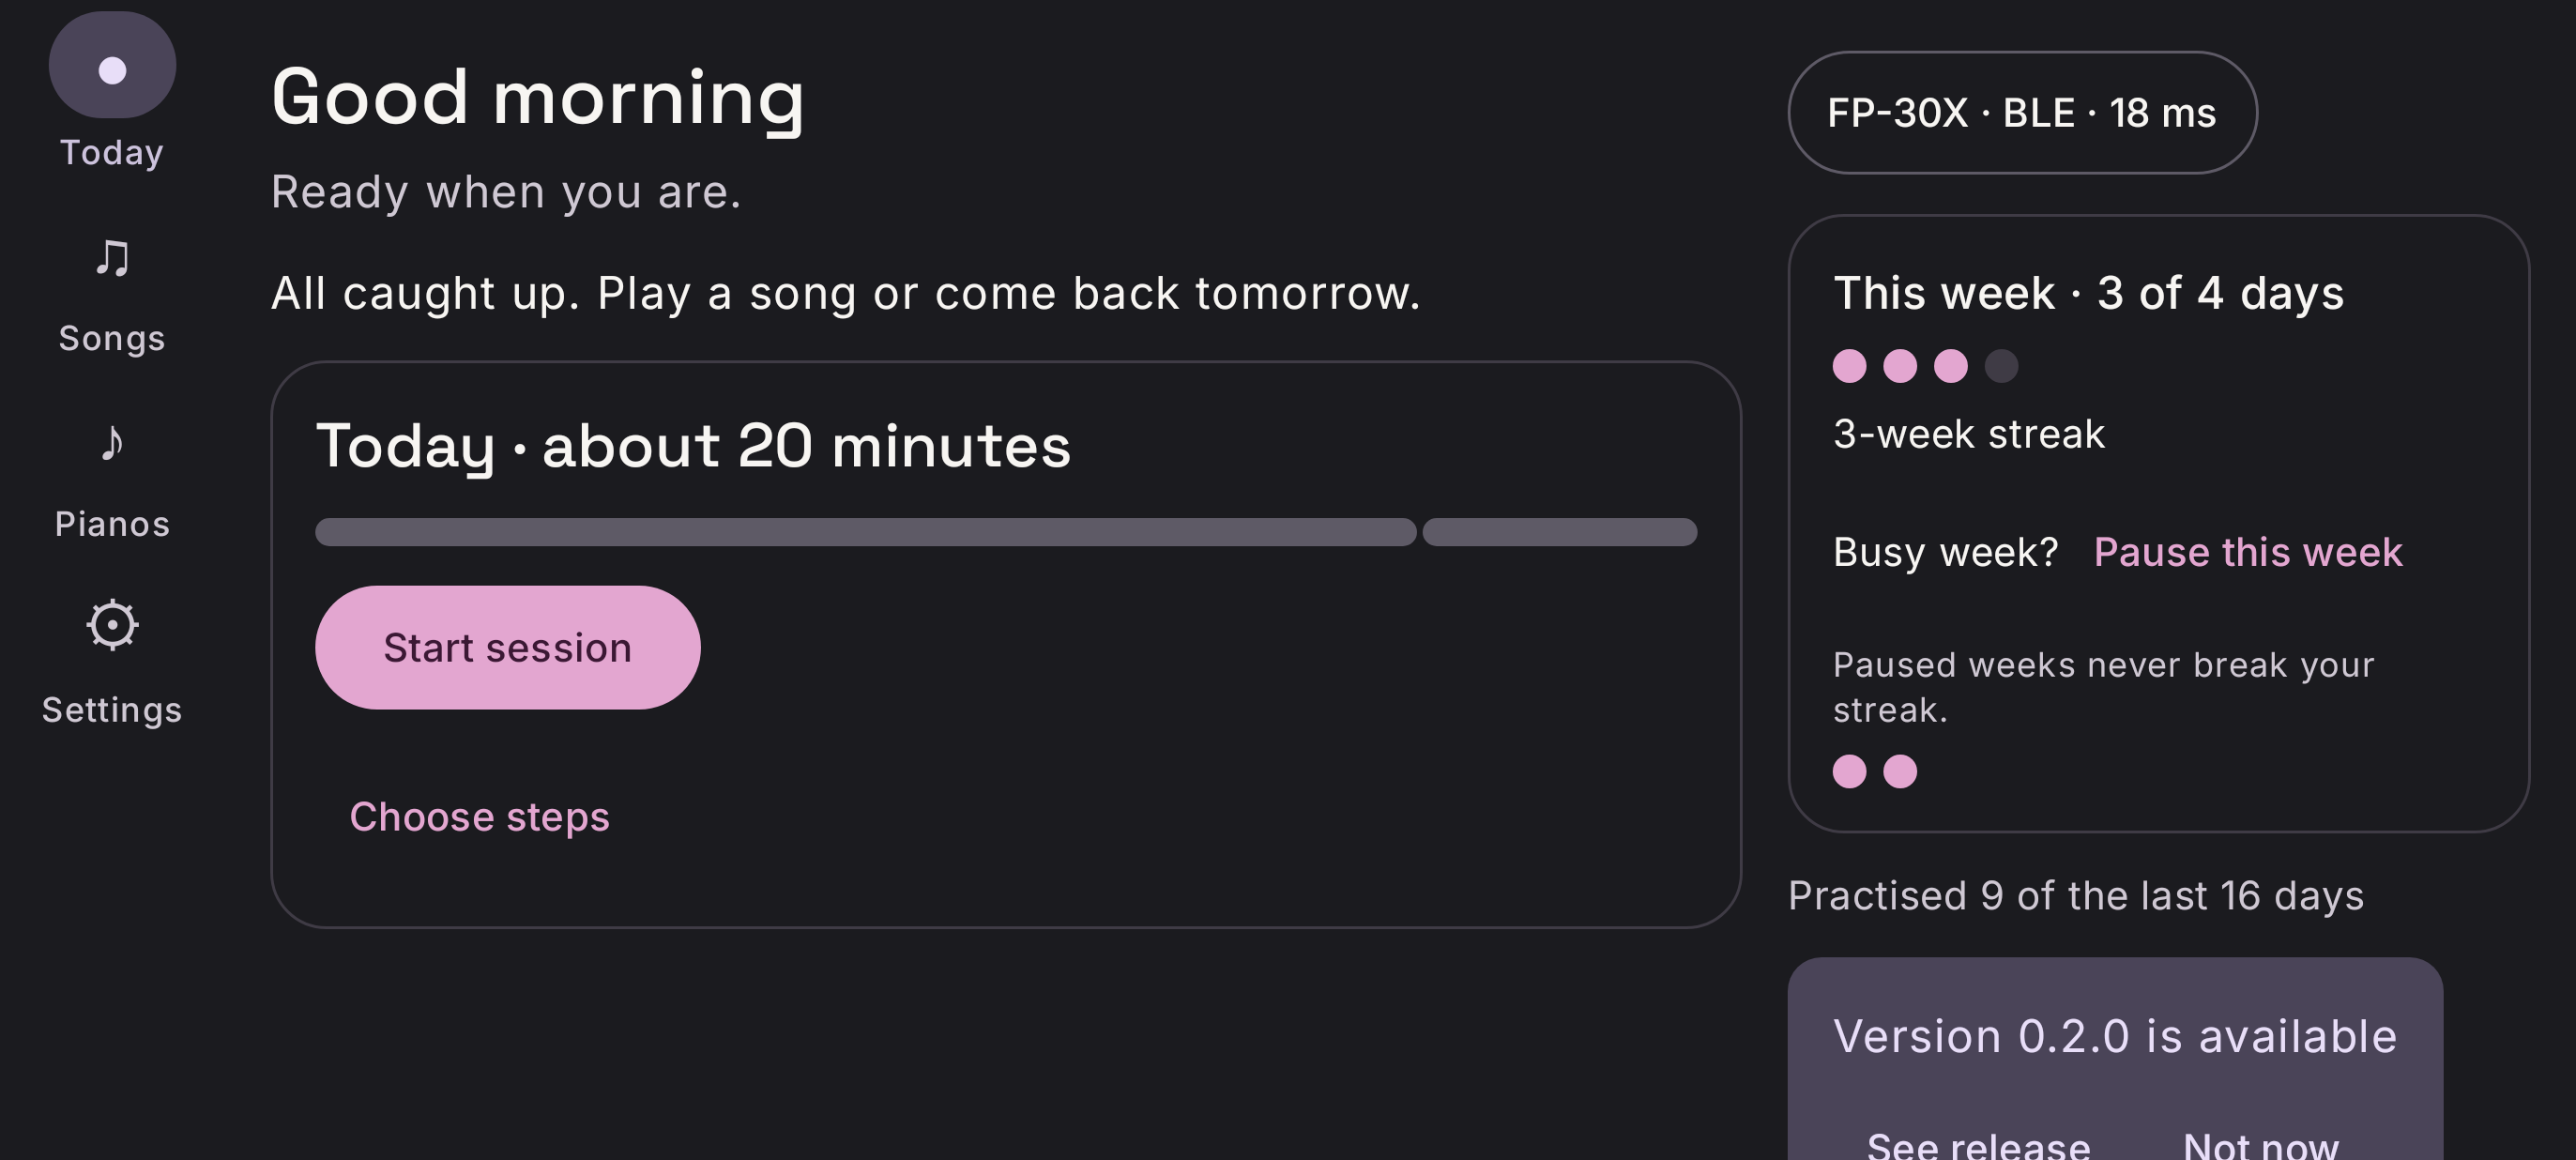 Today
Songs
Pianos
Settings
Good morning
Ready when you are.
All caught up. Play a song or come back tomorrow.
Today · about 20 minutes
Start session
Choose steps
FP-30X · BLE · 18 ms
This week · 3 of 4 days
3-week streak
Busy week? Pause this week
Paused weeks never break your
streak.
Practised 9 of the last 16 days
Version 0.2.0 is available
See release Not now